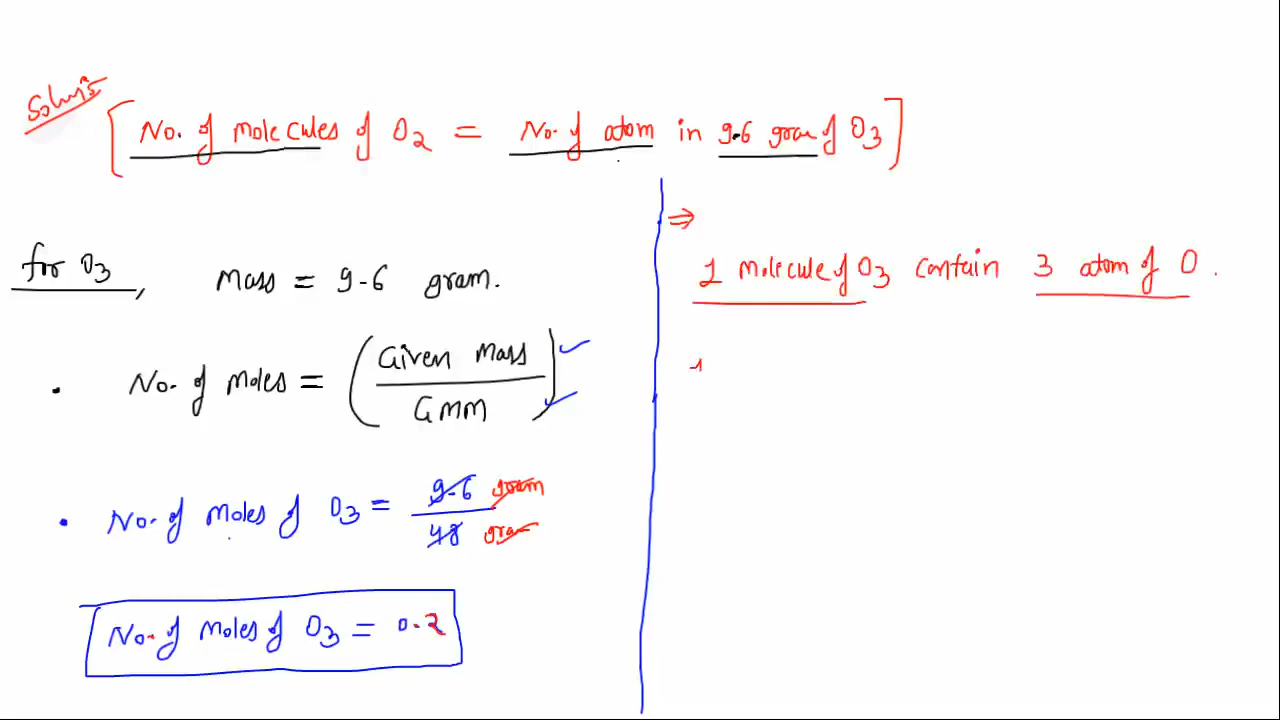 Soluⁿ:
[No. of molecules of O₂ = No. of atom in 9.6 gram of O₃]
for O₃, Mass = 9.6 gram.
• No. of moles = (Given Mass / GMM)
• No. of moles of O₃ = 9.6 gram / 48 gram
No. of moles of O₃ = 0.2
⇒
1 molecule of O₃ contain 3 atom of O.